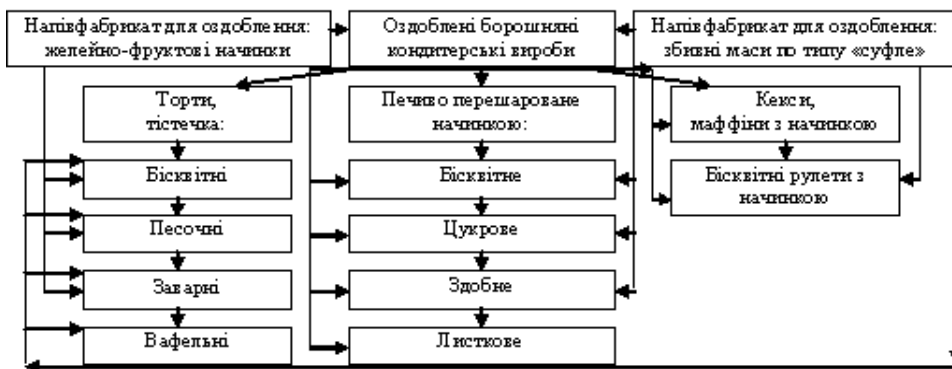 Напівфабрикат для оздоблення:
желейно-фруктові начинки
Оздоблені борошняні
кондитерські вироби
Напівфабрикат для оздоблення:
збивні маси по типу «суфле»
Торти,
тістечка:
Печиво перешароване
начинкою:
Кекси,
маффіни з начинкою
Бісквітні
Бісквітне
Бісквітні рулети з
начинкою
Песочні
Цукрове
Заварні
Здобне
Вафельні
Листкове